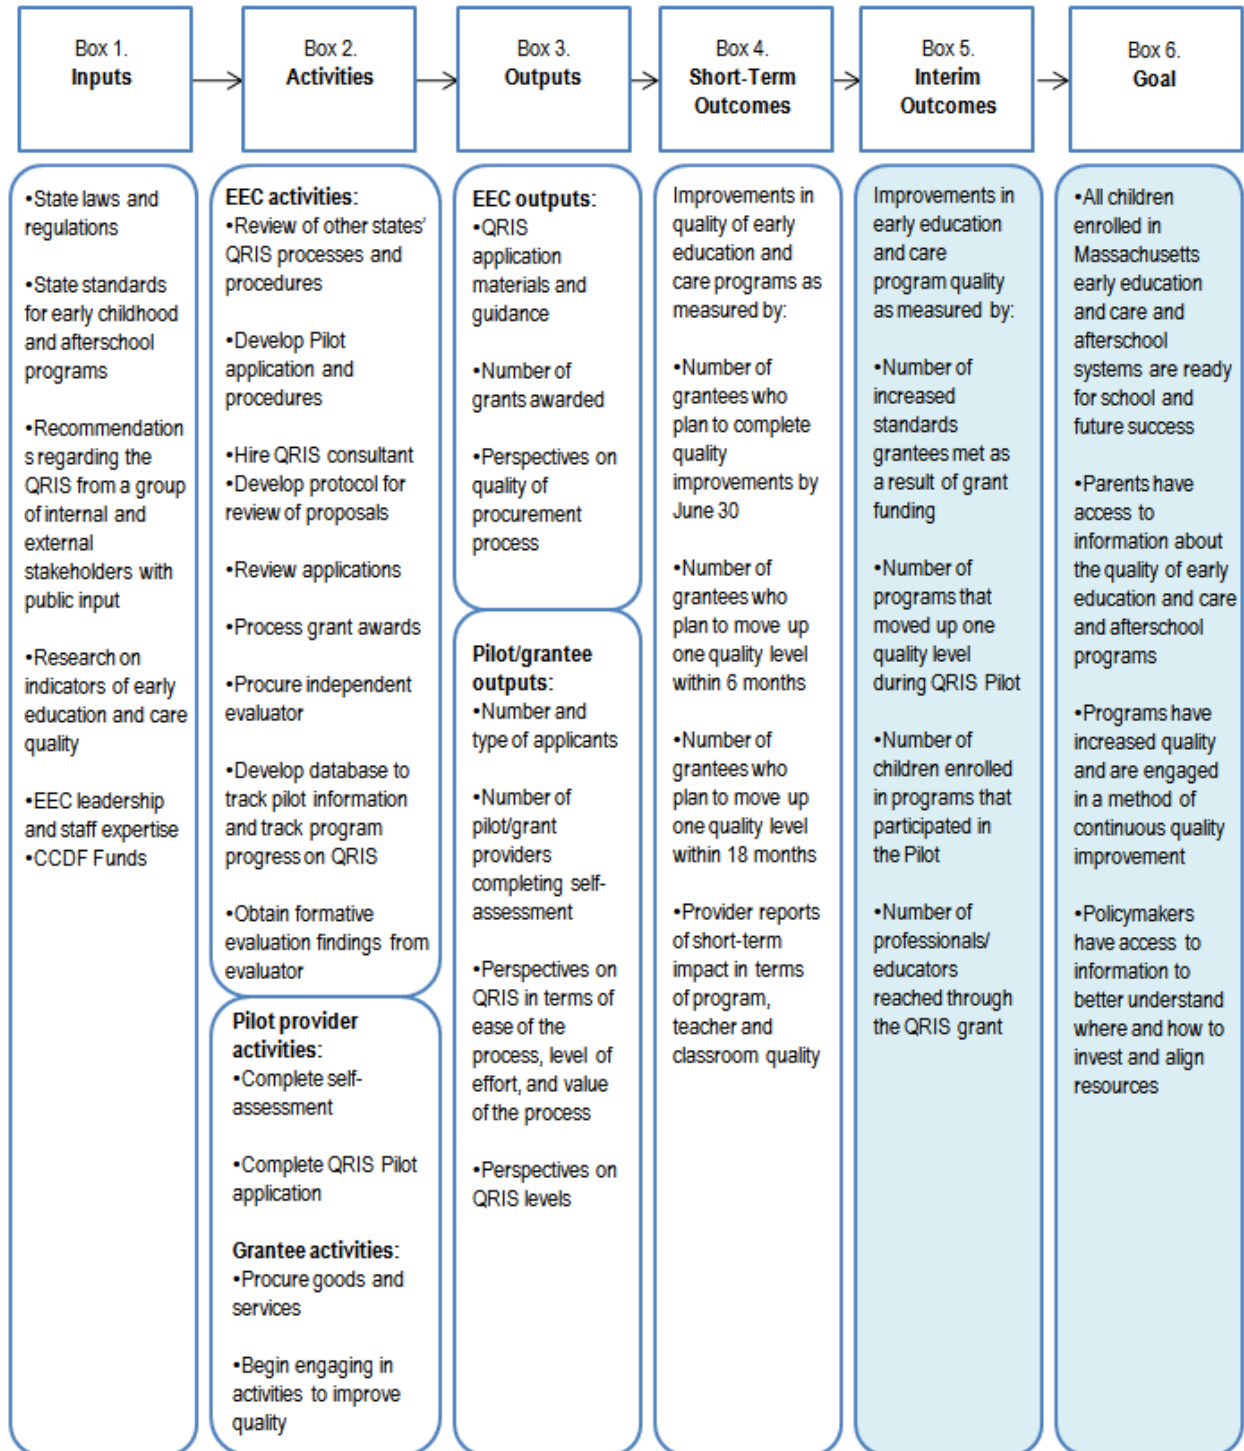 Box 1.
Inputs
Box 2.
Activities
Box 3.
Outputs
Box 4.
Short-Term
Outcomes
Box 5.
Interim
Outcomes
Box 6.
Goal
•State laws and
regulations
•State standards
for early childhood
and afterschool
programs
•Recommendation
s regarding the
QRIS from a group
of internal and
external
stakeholders with
public input
•Research on
indicators of early
education and care
quality
•EEC leadership
and staff expertise
•CCDF Funds
EEC activities:
•Review of other states'
QRIS processes and
procedures
•Develop Pilot
application and
procedures
•Hire QRIS consultant
•Develop protocol for
review of proposals
•Review applications
•Process grant awards
•Procure independent
evaluator
•Develop database to
track pilot information
and track program
progress on QRIS
•Obtain formative
evaluation findings from
evaluator
Pilot provider
activities:
•Complete self-
assessment
•Complete QRIS Pilot
application
Grantee activities:
•Procure goods and
services
•Begin engaging in
activities to improve
quality
EEC outputs:
•QRIS
application
materials and
guidance
•Number of
grants awarded
•Perspectives on
quality of
procurement
process
Pilot/grantee
outputs:
•Number and
type of applicants
•Number of
pilot/grant
providers
completing self-
assessment
•Perspectives on
QRIS in terms of
ease of the
process, level of
effort, and value
of the process
•Perspectives on
QRIS levels
Improvements in
quality of early
education and
care programs as
measured by:
•Number of
grantees who
plan to complete
quality
improvements by
June 30
•Number of
grantees who
plan to move up
one quality level
within 6 months
•Number of
grantees who
plan to move up
one quality level
within 18 months
•Provider reports
of short-term
impact in terms
of program,
teacher and
classroom quality
Improvements in
early education
and care
program quality
as measured by:
•Number of
increased
standards
grantees met as
a result of grant
funding
•Number of
programs that
moved up one
quality level
during QRIS Pilot
•Number of
children enrolled
in programs that
participated in
the Pilot
•Number of
professionals/
educators
reached through
the QRIS grant
•All children
enrolled in
Massachusetts
early education
and care and
afterschool
systems are ready
for school and
future success
•Parents have
access to
information about
the quality of early
education and care
and afterschool
programs
•Programs have
increased quality
and are engaged
in a method of
continuous quality
improvement
•Policymakers
have access to
information to
better understand
where and how to
invest and align
resources